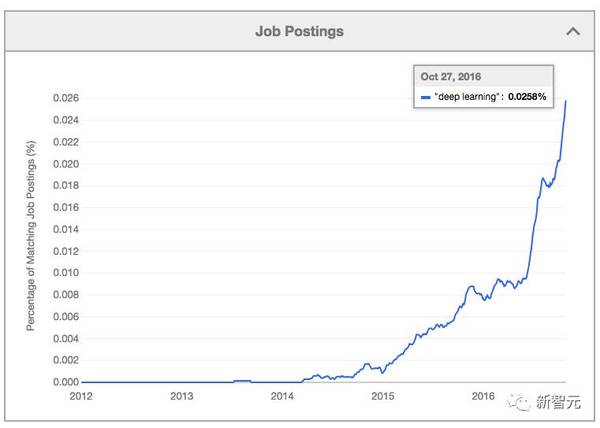 Job Postings
Oct 27, 2016
"deep learning" : 0.0258%
Percentage of Matching Job Postings (%)
0.026
0.024
0.022
0.020
0.018
0.016
0.014
0.012
0.010
0.008
0.006
0.004
0.002
0.000
2012 2013 2014 2015 2016
新智元